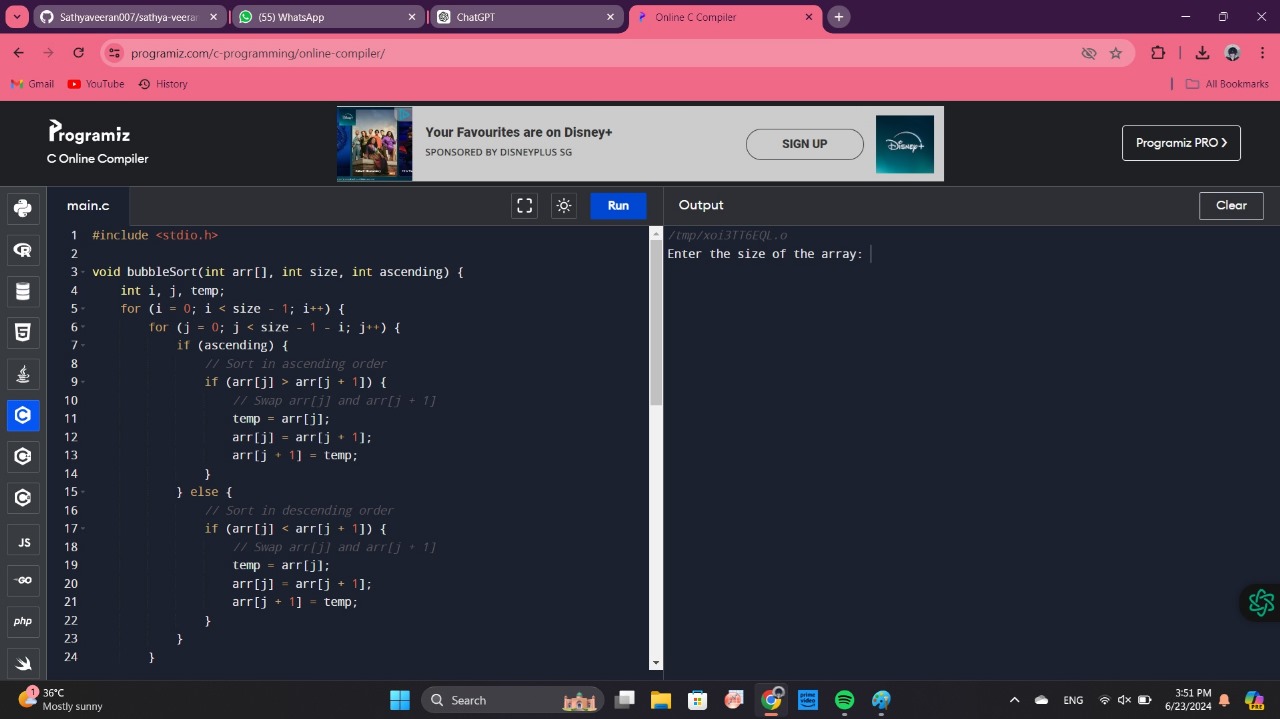 Sathyaveeran007/sathya-veeran
(55) WhatsApp
ChatGPT
Online C Compiler
programiz.com/c-programming/online-compiler/
Gmail
YouTube
History
All Bookmarks
Programiz
C Online Compiler
Your Favourites are on Disney+
SPONSORED BY DISNEYPLUS SG
SIGN UP
Disney+
Programiz PRO
main.c
Run
Output
Clear
1 #include <stdio.h>
2
3 void bubbleSort(int arr[], int size, int ascending) {
4 int i, j, temp;
5 for (i = 0; i < size - 1; i++) {
6 for (j = 0; j < size - 1 - i; j++) {
7 if (ascending) {
8 // Sort in ascending order
9 if (arr[j] > arr[j + 1]) {
10 // Swap arr[j] and arr[j + 1]
11 temp = arr[j];
12 arr[j] = arr[j + 1];
13 arr[j + 1] = temp;
14 }
15 } else {
16 // Sort in descending order
17 if (arr[j] < arr[j + 1]) {
18 // Swap arr[j] and arr[j + 1]
19 temp = arr[j];
20 arr[j] = arr[j + 1];
21 arr[j + 1] = temp;
22 }
23 }
24 }
/tmp/xoi3TT6EQL.o
Enter the size of the array:
JS
GO
php
1
36°C
Mostly sunny
Search
prime video
ENG
3:51 PM
6/23/2024